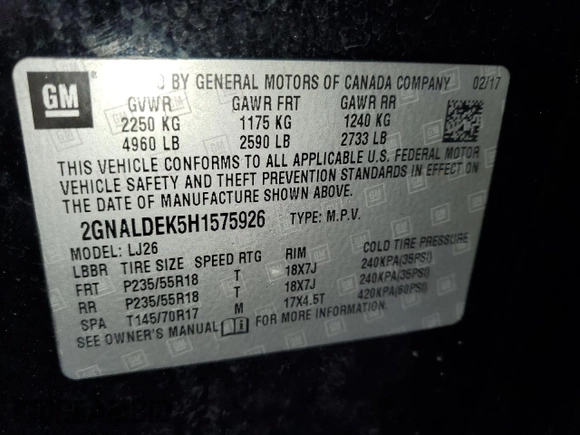 GM
D BY GENERAL MOTORS OF CANADA COMPANY 02/17
GVWR GAWR FRT GAWR RR
2250 KG 1175 KG 1240 KG
4960 LB 2590 LB 2733 LB
THIS VEHICLE CONFORMS TO ALL APPLICABLE U.S. FEDERAL MOTOR
VEHICLE SAFETY AND THEFT PREVENTION STANDARDS IN EFFECT ON
THE DATE OF MANUFACTURE SHOWN ABOVE.
2GNALDEK5H1575926 TYPE: M.P.V.
MODEL: LJ26
LBBR TIRE SIZE SPEED RTG RIM COLD TIRE PRESSURE
FRT P235/55R18 T 18X7J 240KPA(35PSI)
RR P235/55R18 T 18X7J 240KPA(35PSI)
SPA T145/70R17 M 17X4.5T 420KPA(60PSI)
SEE OWNER'S MANUAL FOR MORE INFORMATION.